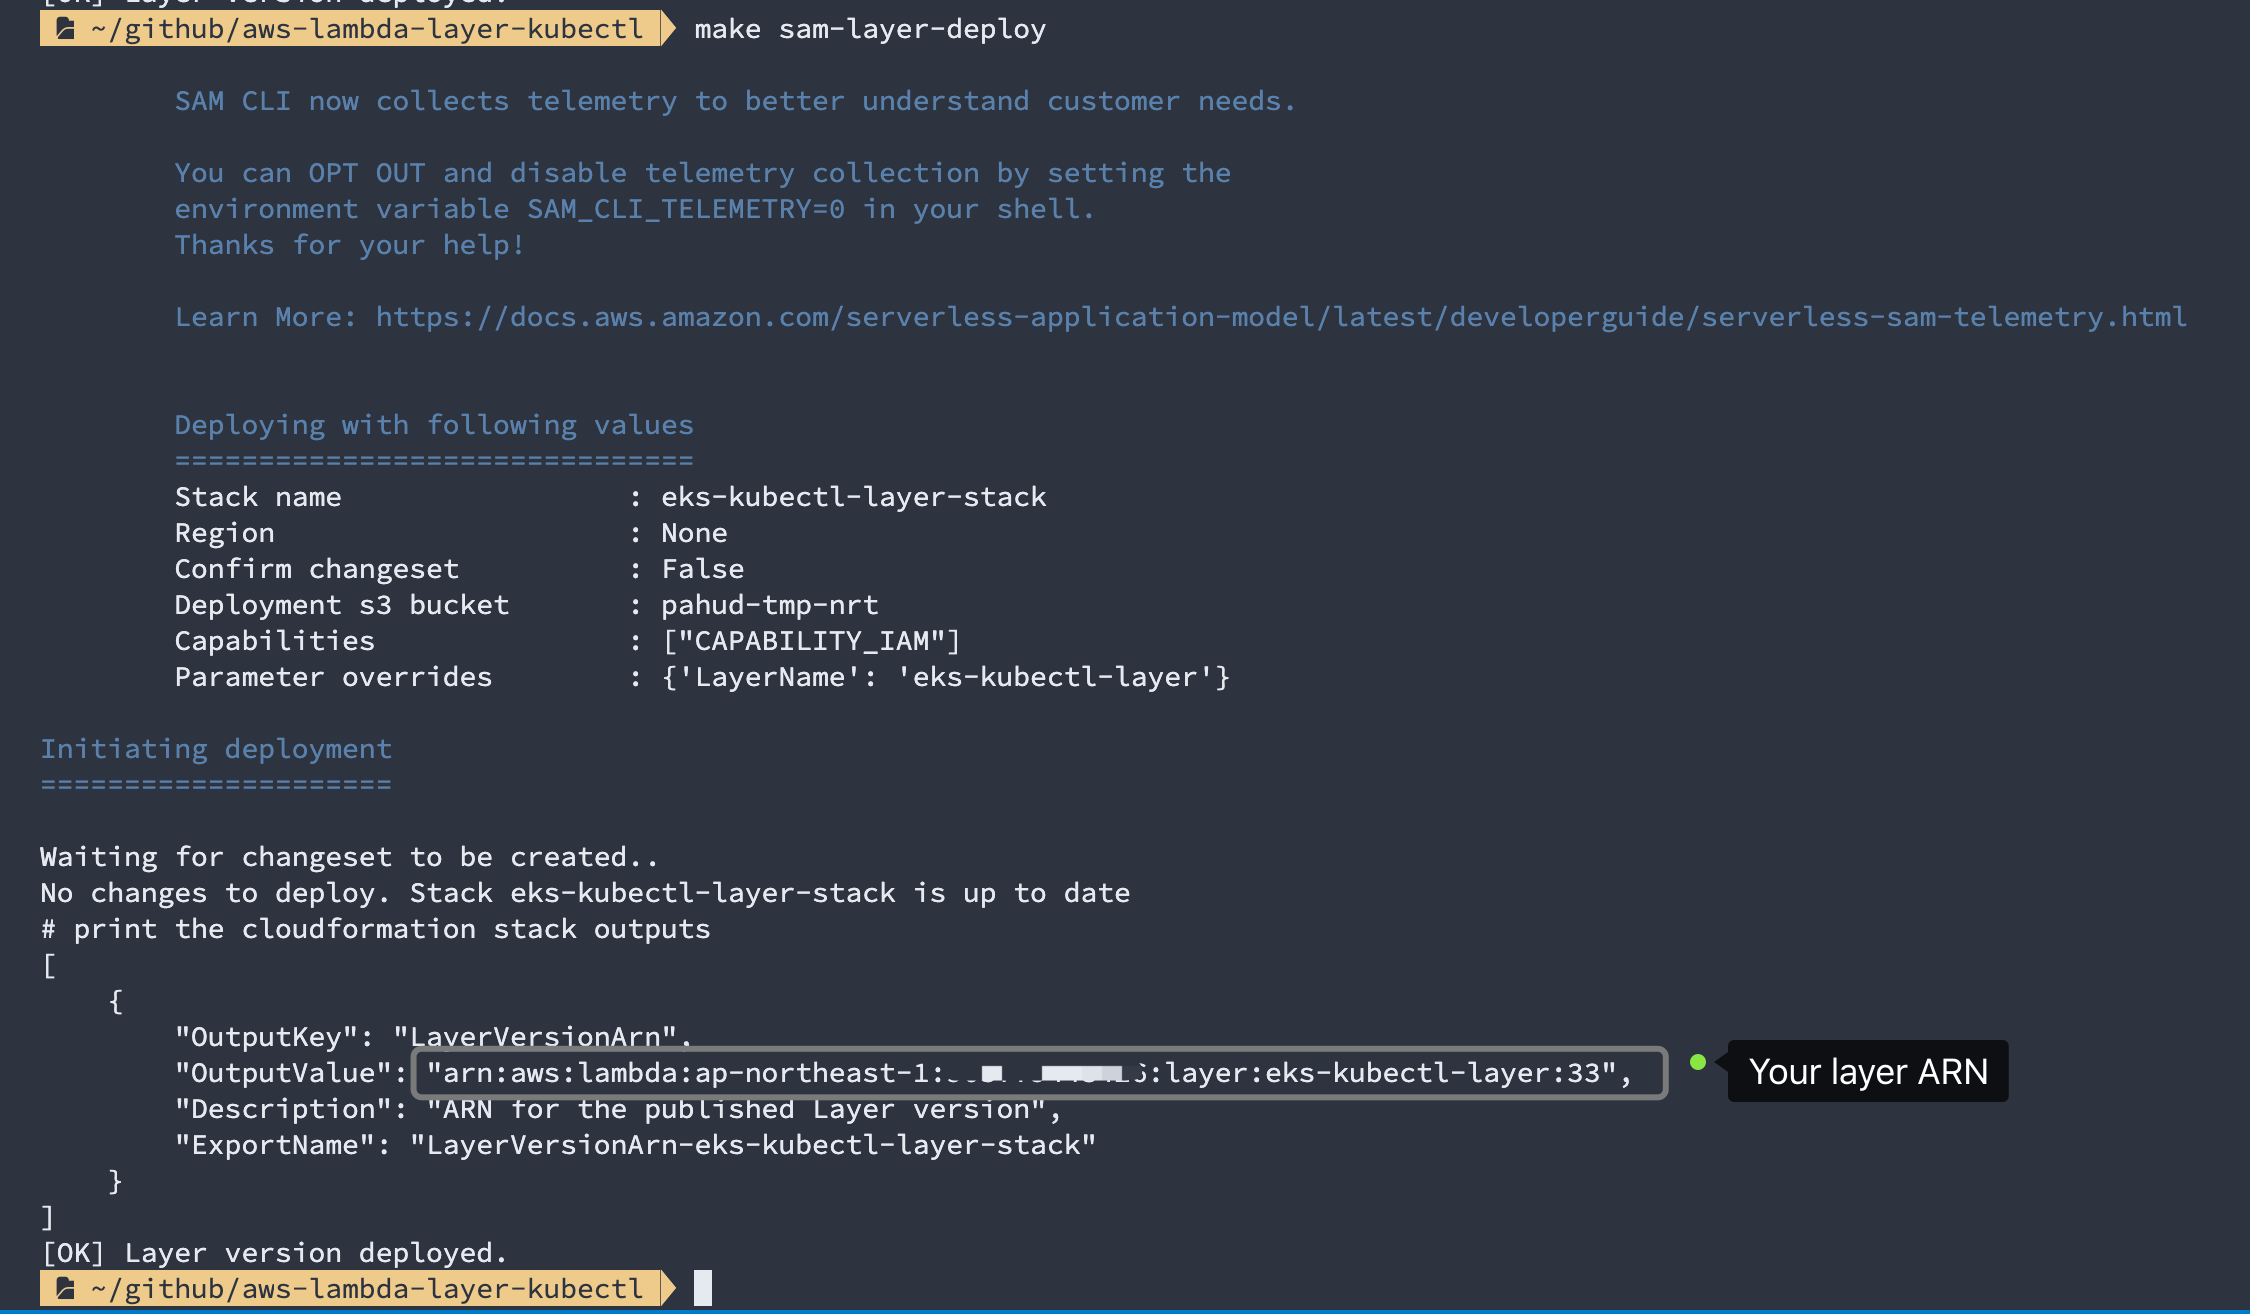 [OK] Layer version deployed.
~/github/aws-lambda-layer-kubectl make sam-layer-deploy
SAM CLI now collects telemetry to better understand customer needs.
You can OPT OUT and disable telemetry collection by setting the
environment variable SAM_CLI_TELEMETRY=0 in your shell.
Thanks for your help!
Learn More: https://docs.aws.amazon.com/serverless-application-model/latest/developerguide/serverless-sam-telemetry.html
Deploying with following values
===============================
Stack name : eks-kubectl-layer-stack
Region : None
Confirm changeset : False
Deployment s3 bucket : pahud-tmp-nrt
Capabilities : ["CAPABILITY_IAM"]
Parameter overrides : {'LayerName': 'eks-kubectl-layer'}
Initiating deployment
=====================
Waiting for changeset to be created..
No changes to deploy. Stack eks-kubectl-layer-stack is up to date
# print the cloudformation stack outputs
[
{
"OutputKey": "LayerVersionArn",
"OutputValue": "arn:aws:lambda:ap-northeast-1: :layer:eks-kubectl-layer:33", Your layer ARN
"Description": "ARN for the published Layer version",
"ExportName": "LayerVersionArn-eks-kubectl-layer-stack"
}
]
[OK] Layer version deployed.
~/github/aws-lambda-layer-kubectl